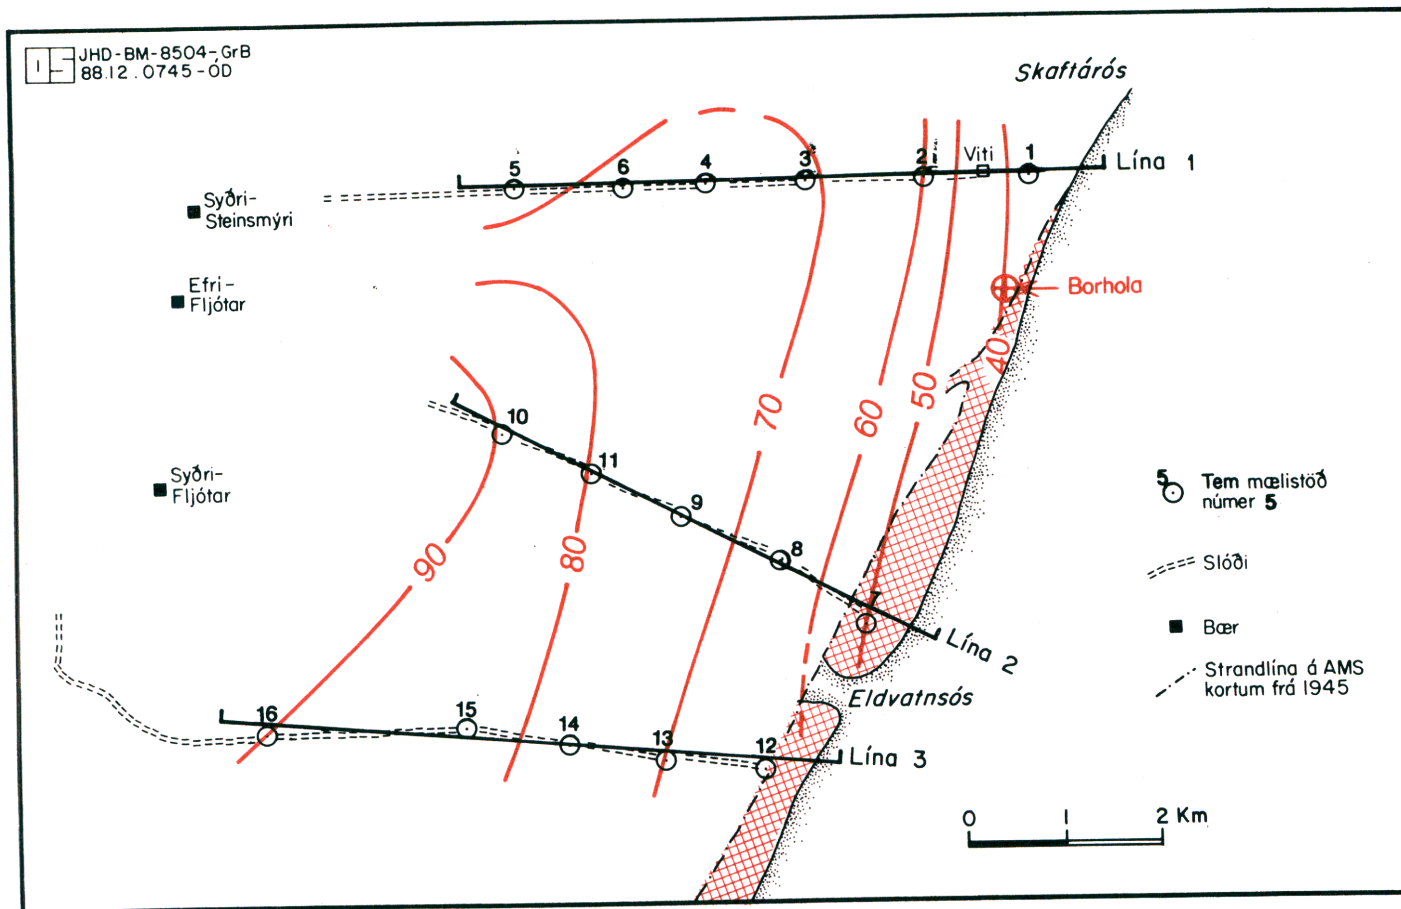 OS
JHD-BM-8504-GrB
88.12.0745-ÓD
Skaftárós
5
6
4
3
2
Viti
1
Lína 1
Syðri-
Steinsmýri
Efri-
Fljótar
Borhola
40
50
60
70
10
11
9
8
7
Syðri-
Fljótar
90
80
Lína 2
5 Tem mælistöð
númer 5
Slóði
Bær
Strandlína á AMS
kortum frá 1945
Eldvatnsós
16
15
14
13
12
Lína 3
0 1 2 Km